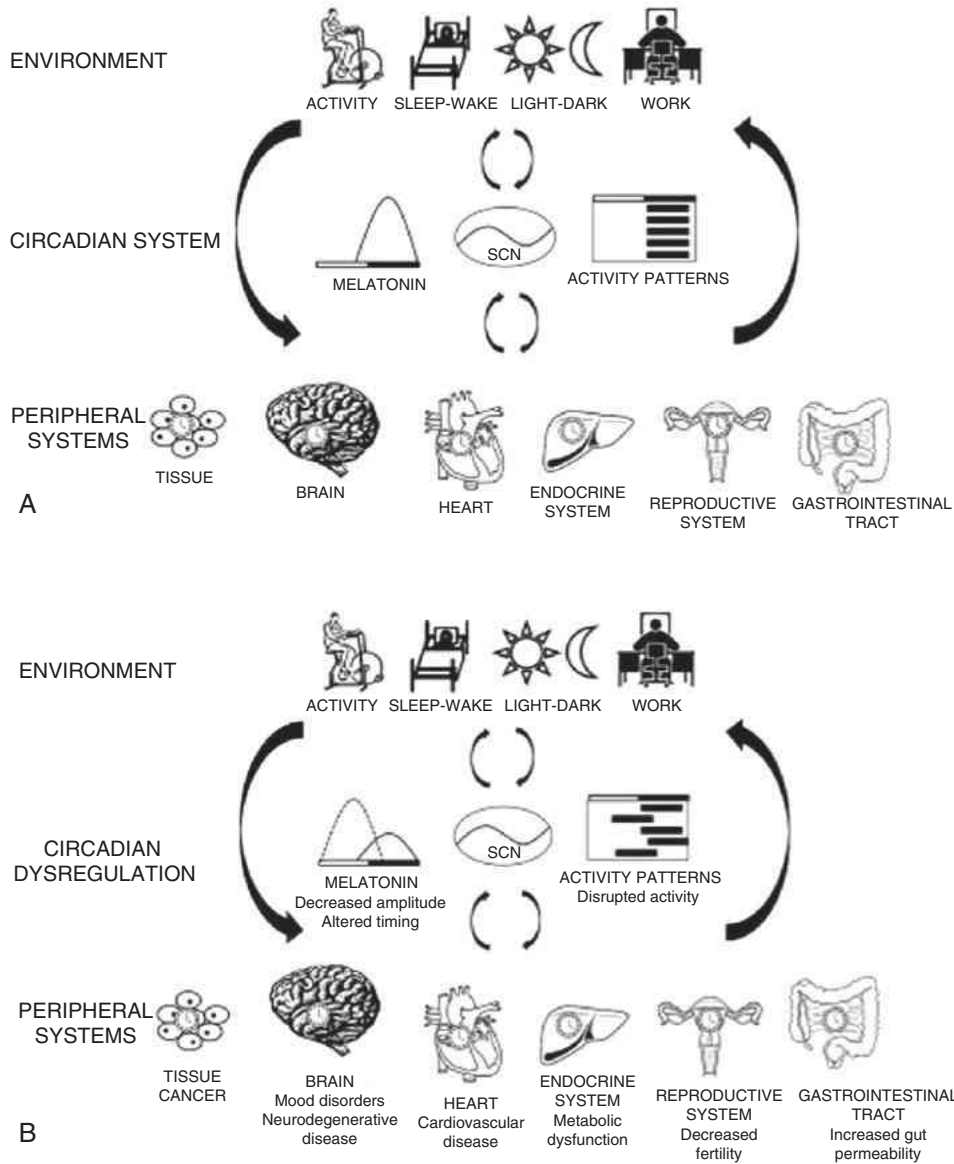 ENVIRONMENT
ACTIVITY
SLEEP-WAKE
LIGHT-DARK
WORK
CIRCADIAN SYSTEM
MELATONIN
SCN
ACTIVITY PATTERNS
PERIPHERAL
SYSTEMS
TISSUE
BRAIN
HEART
ENDOCRINE
SYSTEM
REPRODUCTIVE
SYSTEM
GASTROINTESTINAL
TRACT
A
ENVIRONMENT
ACTIVITY
SLEEP-WAKE
LIGHT-DARK
WORK
CIRCADIAN
DYSREGULATION
MELATONIN
Decreased amplitude
Altered timing
SCN
ACTIVITY PATTERNS
Disrupted activity
PERIPHERAL
SYSTEMS
TISSUE
CANCER
BRAIN
Mood disorders
Neurodegenerative
disease
HEART
Cardiovascular
disease
ENDOCRINE
SYSTEM
Metabolic
dysfunction
REPRODUCTIVE
SYSTEM
Decreased
fertility
GASTROINTESTINAL
TRACT
Increased gut
permeability
B